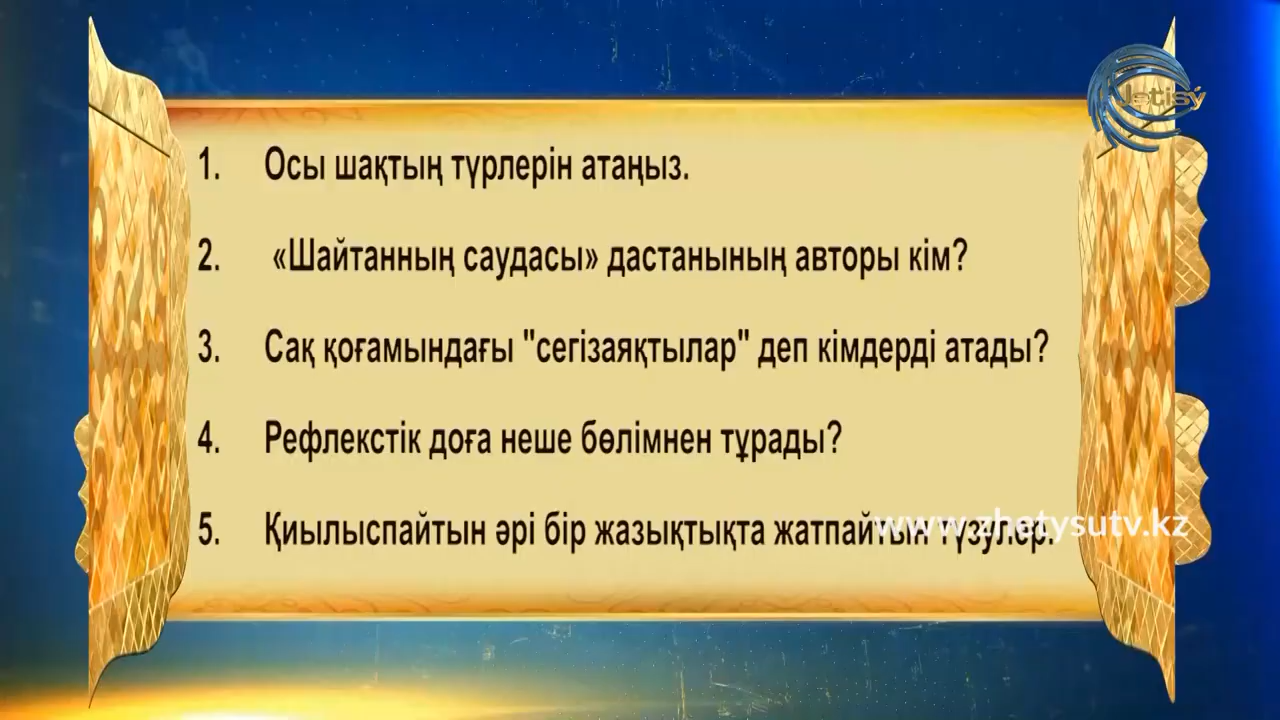 Jetisý
1. Осы шақтың түрлерін атаңыз.
2. «Шайтанның саудасы» дастанының авторы кім?
3. Сақ қоғамындағы "сегізаяқтылар" деп кімдерді атады?
4. Рефлекстік доға неше бөлімнен тұрады?
5. Қиылыспайтын әрі бір жазықтықта жатпайтын түзулер.
www.zhetysutv.kz